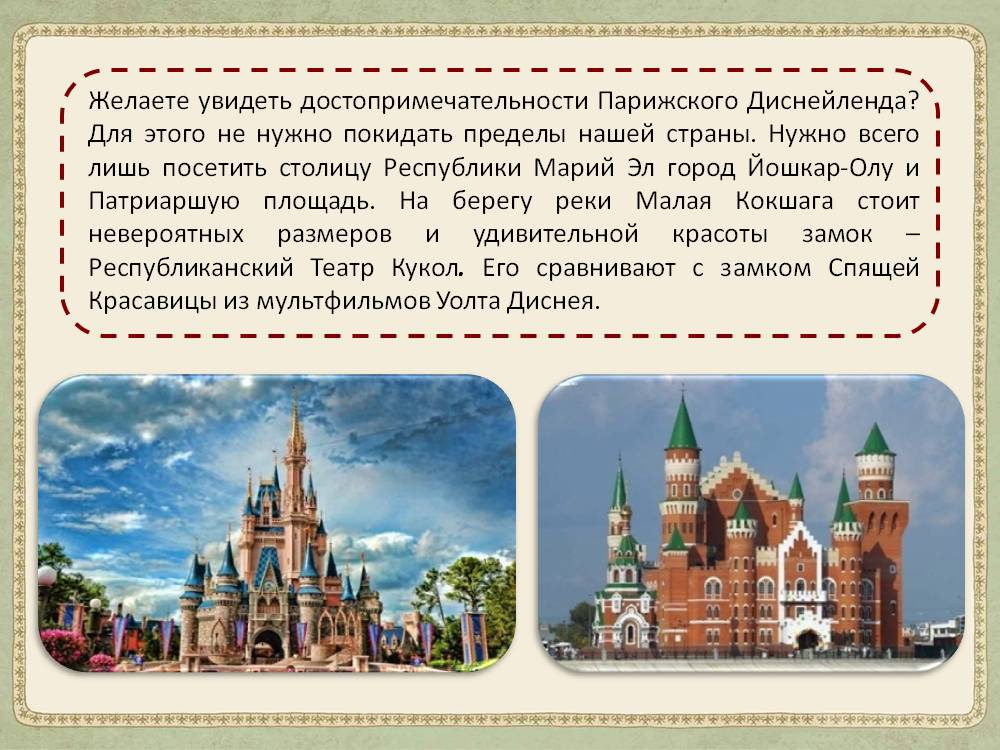 Желаете увидеть достопримечательности Парижского Диснейленда?
Для этого не нужно покидать пределы нашей страны. Нужно всего
лишь посетить столицу Республики Марий Эл город Йошкар-Олу и
Патриаршую площадь. На берегу реки Малая Кокшага стоит
невероятных размеров и удивительной красоты замок –
Республиканский Театр Кукол. Его сравнивают с замком Спящей
Красавицы из мультфильмов Уолта Диснея.